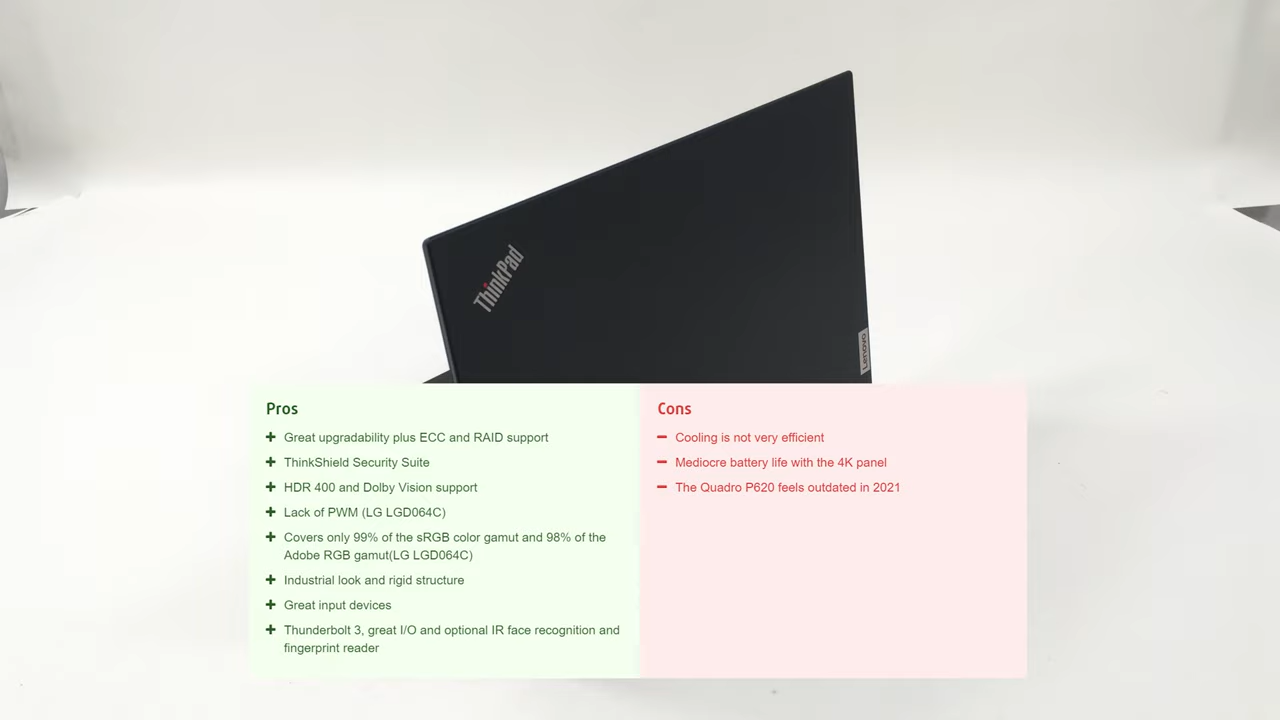 ThinkPad
Lenovo
Pros
Great upgradability plus ECC and RAID support
ThinkShield Security Suite
HDR 400 and Dolby Vision support
Lack of PWM (LG LGD064C)
Covers only 99% of the sRGB color gamut and 98% of the
Adobe RGB gamut(LG LGD064C)
Industrial look and rigid structure
Great input devices
Thunderbolt 3, great I/O and optional IR face recognition and
fingerprint reader
Cons
Cooling is not very efficient
Mediocre battery life with the 4K panel
The Quadro P620 feels outdated in 2021